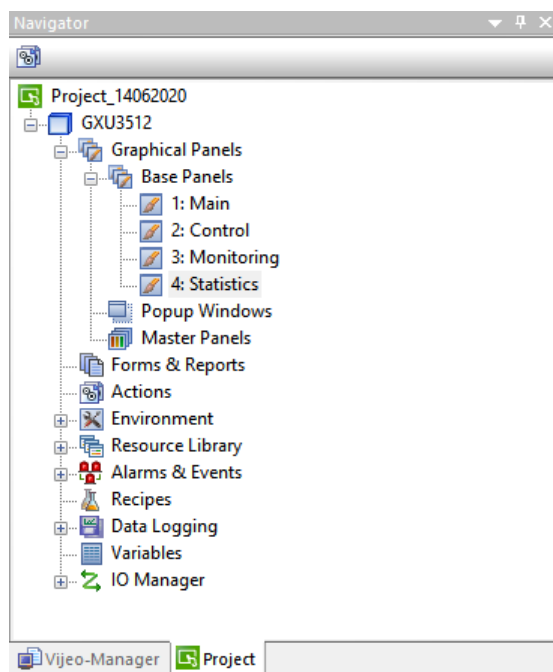 Navigator
Project_14062020
GXU3512
Graphical Panels
Base Panels
1: Main
2: Control
3: Monitoring
4: Statistics
Popup Windows
Master Panels
Forms & Reports
Actions
Environment
Resource Library
Alarms & Events
Recipes
Data Logging
Variables
IO Manager
Vijeo-Manager Project